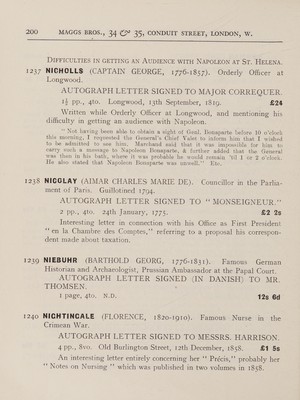 200 MAGGS BROS., 34 & 35, CONDUIT STREET, LONDON, W.
DIFFICULTIES IN GETTING AN AUDIENCE WITH NAPOLEON AT ST. HELENA.
1237 NICHOLLS (CAPTAIN GEORGE, 1776-1857). Orderly Officer at
Longwood.
AUTOGRAPH LETTER SIGNED TO MAJOR CORREQUER.
1½ pp., 4to. Longwood, 13th September, 1819. £24
Written while Orderly Officer at Longwood, and mentioning his
difficulty in getting an audience with Napoleon.
" Not having been able to obtain a sight of Genl. Bonaparte before 10 o'clock
this morning, I requested the General's Chief Valet to inform him that I wished
to be admitted to see him. Marchand said that it was impossible for him to
carry such a message to Napoleon Bonaparte, & further added that the General
was then in his bath, where it was probable he would remain 'til 1 or 2 o'clock.
He also stated that Napoleon Bonaparte was unwell." Etc.
1238 NICOLAY (AIMAR CHARLES MARIE DE). Councillor in the Parlia-
ment of Paris. Guillotined 1794.
AUTOGRAPH LETTER SIGNED TO " MONSEIGNEUR."
2 pp., 4to. 24th January, 1775. £2 2s
Interesting letter in connection with his Office as First President
" en la Chambre des Comptes," referring to a proposal his correspon-
dent made about taxation.
1239 NIEBUHR (BARTHOLD GEORG, 1776-1831). Famous German
Historian and Archaeologist, Prussian Ambassador at the Papal Court.
AUTOGRAPH LETTER SIGNED (IN DANISH) TO MR.
THOMSEN.
1 page, 4to. N.D. 12s 6d
1240 NIGHTINGALE (FLORENCE, 1820-1910). Famous Nurse in the
Crimean War.
AUTOGRAPH LETTER SIGNED TO MESSRS. HARRISON.
4 pp., 8vo. Old Burlington Street, 17th December, 1858. £1 5s
An interesting letter entirely concerning her " Précis," probably her
" Notes on Nursing " which was published in two volumes in 1858.